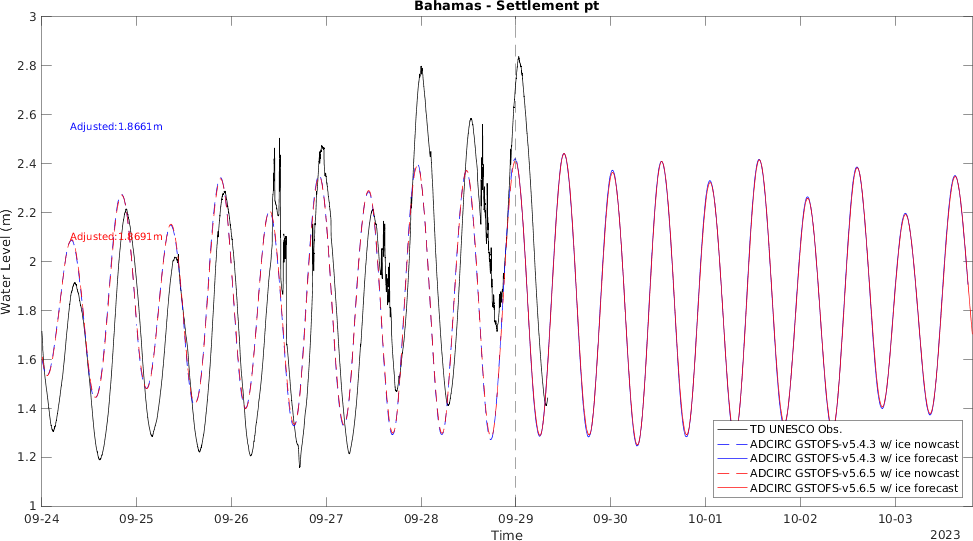 Bahamas - Settlement pt
3
2.8
2.6
2.4
2.2
2
1.8
1.6
1.4
1.2
1
Water Level (m)
Adjusted:1.8661m
Adjusted:1.8691m
TD UNESCO Obs.
ADCIRC GSTOFS-v5.4.3 w/ ice nowcast
ADCIRC GSTOFS-v5.4.3 w/ ice forecast
ADCIRC GSTOFS-v5.6.5 w/ ice nowcast
ADCIRC GSTOFS-v5.6.5 w/ ice forecast
09-24 09-25 09-26 09-27 09-28 09-29 09-30 10-01 10-02 10-03
Time
2023